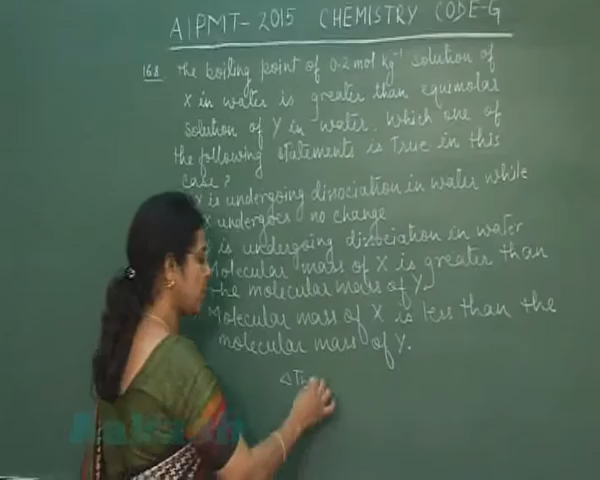 AIPMT- 2015 CHEMISTRY CODE-G
168 The boiling point of 0.2 mol kg⁻¹ solution of
X in water is greater than equimolar
solution of Y in water. Which one of
the following statements is True in this
case?
X is undergoing dissociation in water while
X undergoes no change
is undergoing dissociation in water
Molecular mass of X is greater than
the molecular mass of Y
Molecular mass of X is less than the
molecular mass of Y.